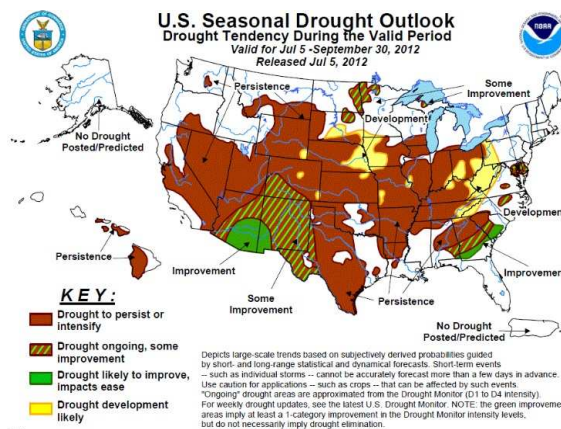 U.S. Seasonal Drought Outlook
Drought Tendency During the Valid Period
Valid for Jul 5 -September 30, 2012
Released Jul 5, 2012
NOAA
Persistence
Some
Improvement
Development
No Drought
Posted/Predicted
Development
Persistence
Improvement
Improvement
Some
Improvement
Persistence
No Drought
Posted/Predicted
KEY:
Drought to persist or
intensify
Drought ongoing, some
improvement
Drought likely to improve,
impacts ease
Drought development
likely
Depicts large-scale trends based on subjectively derived probabilities guided
by short- and long-range statistical and dynamical forecasts. Short-term events
-- such as individual storms -- cannot be accurately forecast more than a few days in advance.
Use caution for applications -- such as crops -- that can be affected by such events.
"Ongoing" drought areas are approximated from the Drought Monitor (D1 to D4 intensity).
For weekly drought updates, see the latest U.S. Drought Monitor. NOTE: the green improvement
areas imply at least a 1-category improvement in the Drought Monitor intensity levels,
but do not necessarily imply drought elimination.